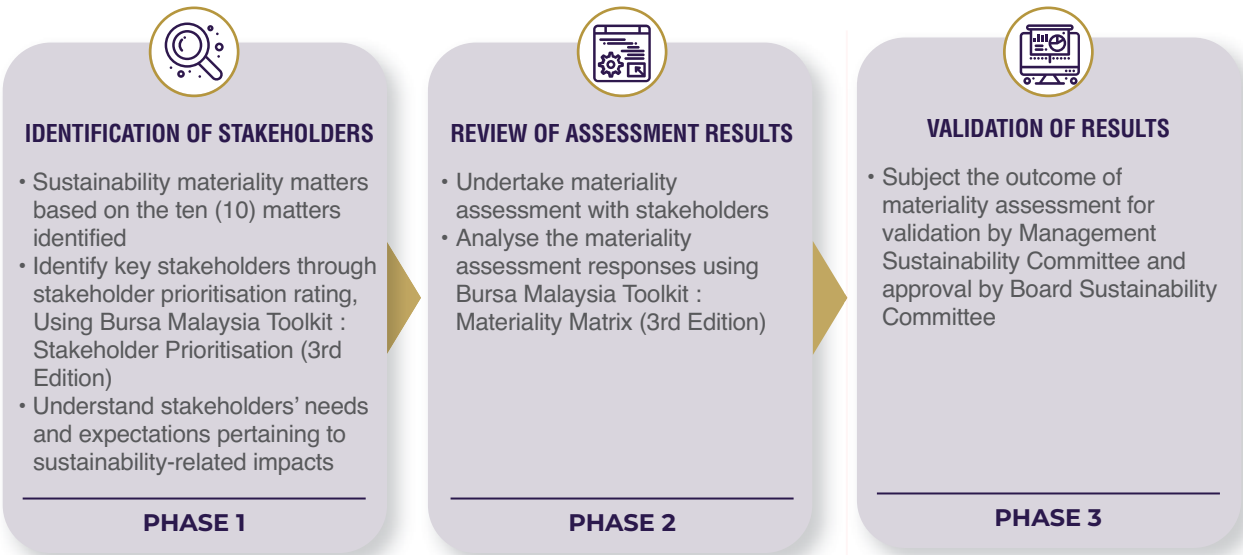 IDENTIFICATION OF STAKEHOLDERS
• Sustainability materiality matters
based on the ten (10) matters
identified
• Identify key stakeholders through
stakeholder prioritisation rating,
Using Bursa Malaysia Toolkit :
Stakeholder Prioritisation (3rd
Edition)
• Understand stakeholders’ needs
and expectations pertaining to
sustainability-related impacts
PHASE 1
REVIEW OF ASSESSMENT RESULTS
• Undertake materiality
assessment with stakeholders
• Analyse the materiality
assessment responses using
Bursa Malaysia Toolkit :
Materiality Matrix (3rd Edition)
PHASE 2
VALIDATION OF RESULTS
• Subject the outcome of
materiality assessment for
validation by Management
Sustainability Committee and
approval by Board Sustainability
Committee
PHASE 3